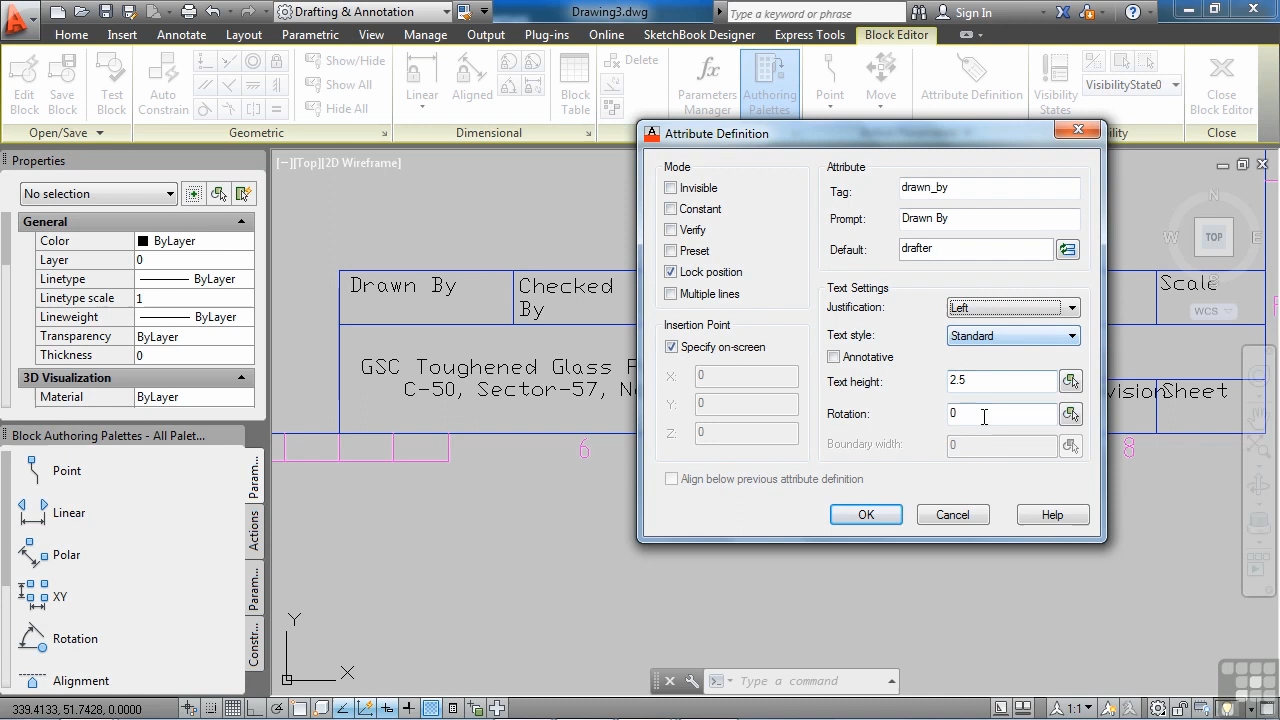 Drafting & Annotation
Drawing3.dwg
Type a keyword or phrase
Sign In
Home Insert Annotate Layout Parametric View Manage Output Plug-ins Online SketchBook Designer Express Tools Block Editor
Edit Block
Save Block
Test Block
Auto Constrain
Show/Hide
Show All
Hide All
Linear
Aligned
Block Table
Delete
Parameters Manager
Authoring Palettes
Point
Move
Attribute Definition
Visibility States
VisibilityState0
Close Block Editor
Open/Save
Geometric
Dimensional
Close
Properties
No selection
General
Color ByLayer
Layer 0
Linetype ByLayer
Linetype scale 1
Lineweight ByLayer
Transparency ByLayer
Thickness 0
3D Visualization
Material ByLayer
Block Authoring Palettes - All Palet...
Point
Linear
Polar
XY
Rotation
Alignment
Param...
Actions
Param...
Constr...
[−][Top][2D Wireframe]
Drawn By
Checked
By
GSC Toughened Glass P
C-50, Sector-57, No
6
Y
X
Attribute Definition
Mode
Invisible
Constant
Verify
Preset
Lock position
Multiple lines
Insertion Point
Specify on-screen
X: 0
Y: 0
Z: 0
Attribute
Tag: drawn_by
Prompt: Drawn By
Default: drafter
Text Settings
Justification: Left
Text style: Standard
Annotative
Text height: 2.5
Rotation: 0
Boundary width: 0
Align below previous attribute definition
OK Cancel Help
N
W TOP E
S
WCS
Scale
Sheet
8
Type a command
339.4133, 51.7428, 0.0000
1:1